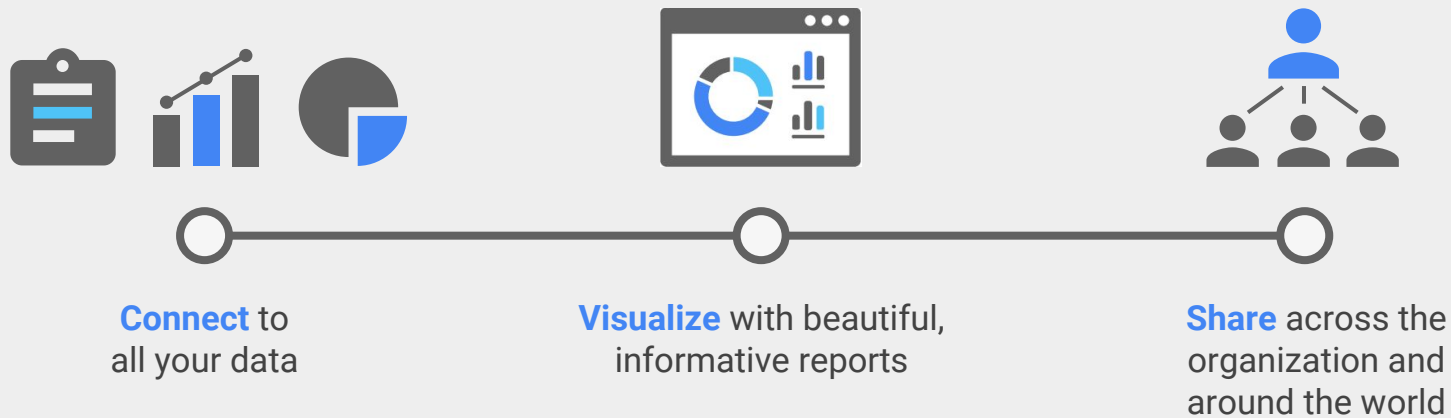 Connect to
all your data
Visualize with beautiful,
informative reports
Share across the
organization and
around the world